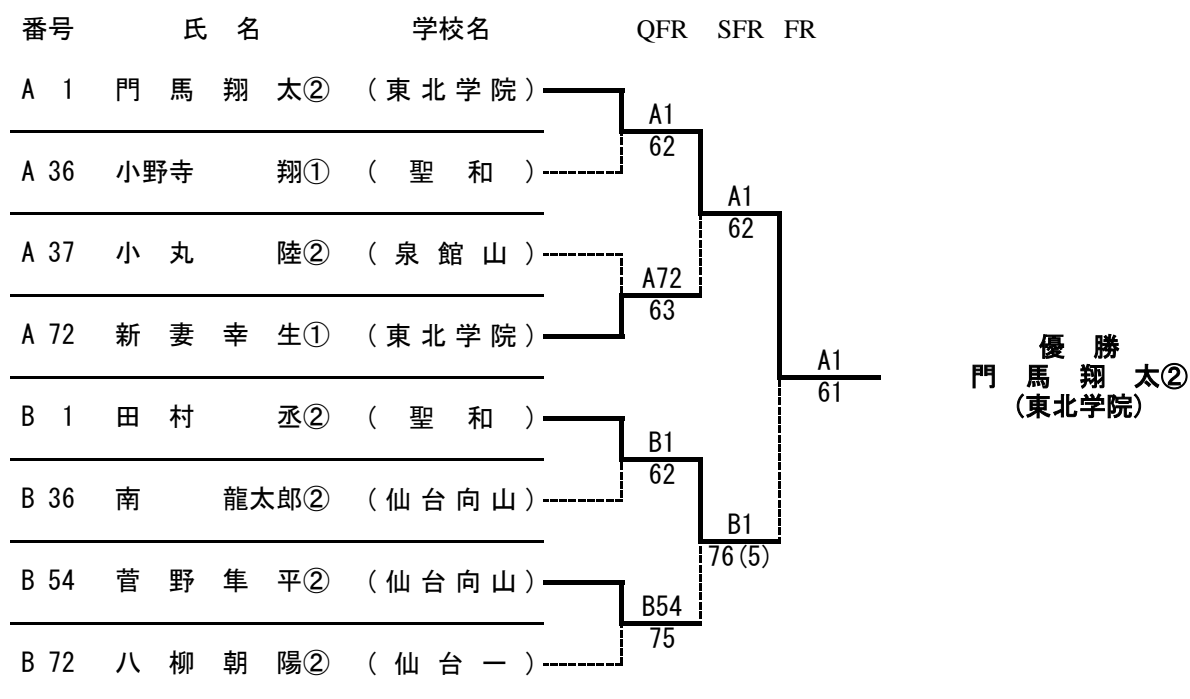 番号 氏 名 学校名 QFR SFR FR
A 1 門 馬 翔 太② (東北学院)
A1
62
A 36 小野寺 翔① ( 聖 和 )
A1
62
A 37 小 丸 陸② ( 泉 館 山 )
A72
63
A 72 新 妻 幸 生① (東北学院)
A1
61
優 勝
門 馬 翔 太②
(東北学院)
B 1 田 村 丞② ( 聖 和 )
B1
62
B 36 南 龍太郎② (仙台向山)
B1
76(5)
B 54 菅 野 隼 平② (仙台向山)
B54
75
B 72 八 柳 朝 陽② ( 仙 台 一 )